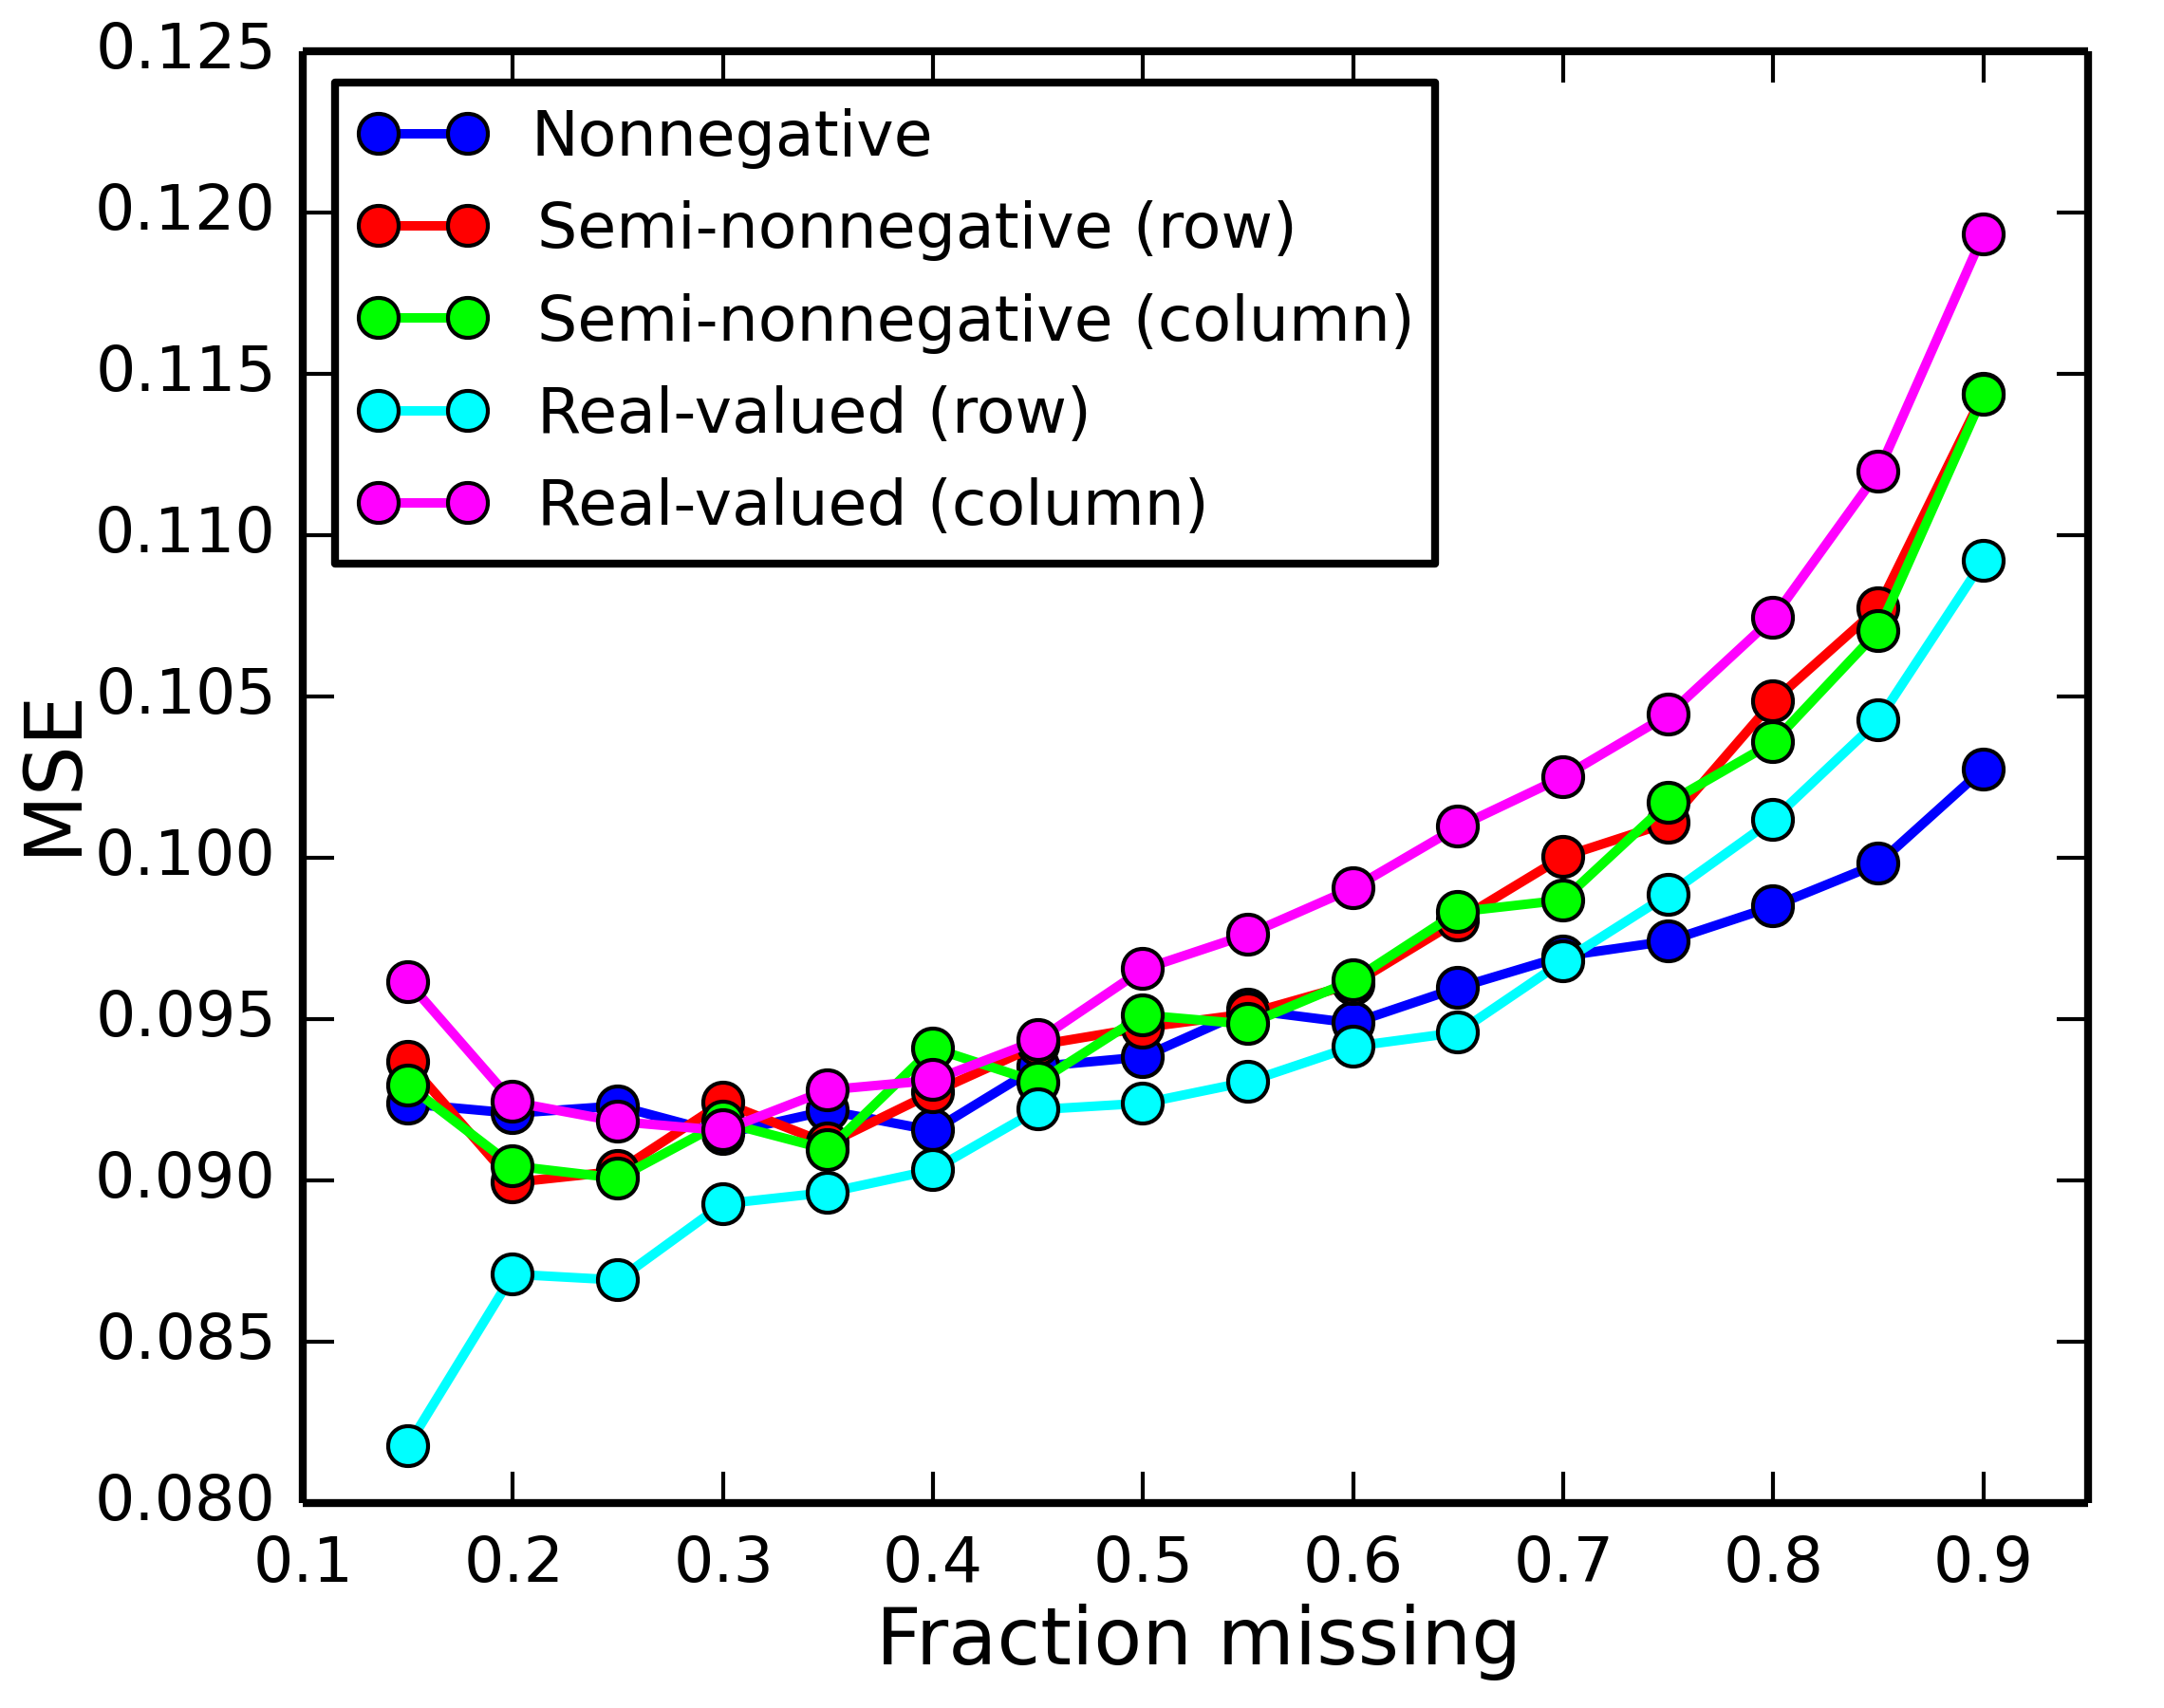 0.125
0.120
0.115
0.110
0.105
0.100
0.095
0.090
0.085
0.080
MSE
Nonnegative
Semi-nonnegative (row)
Semi-nonnegative (column)
Real-valued (row)
Real-valued (column)
0.1 0.2 0.3 0.4 0.5 0.6 0.7 0.8 0.9
Fraction missing